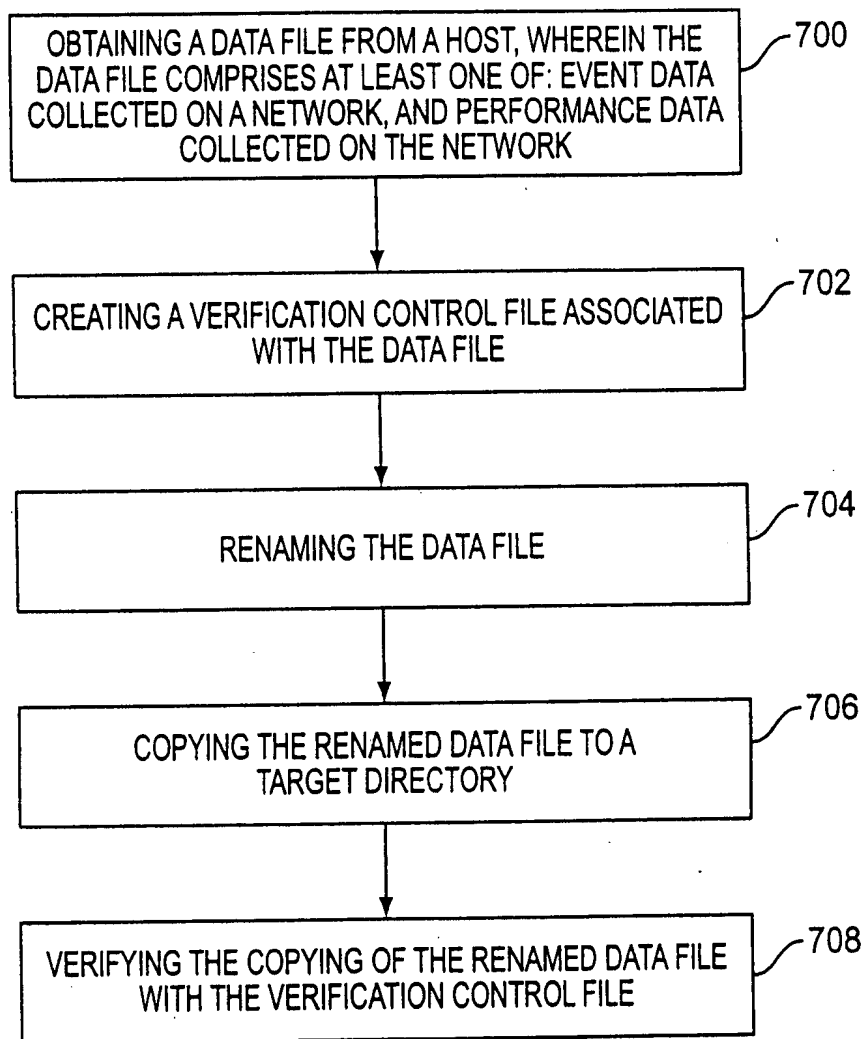 OBTAINING A DATA FILE FROM A HOST, WHEREIN THE
DATA FILE COMPRISES AT LEAST ONE OF: EVENT DATA
COLLECTED ON A NETWORK, AND PERFORMANCE DATA
COLLECTED ON THE NETWORK
700
CREATING A VERIFICATION CONTROL FILE ASSOCIATED
WITH THE DATA FILE
702
RENAMING THE DATA FILE
704
COPYING THE RENAMED DATA FILE TO A
TARGET DIRECTORY
706
VERIFYING THE COPYING OF THE RENAMED DATA FILE
WITH THE VERIFICATION CONTROL FILE
708